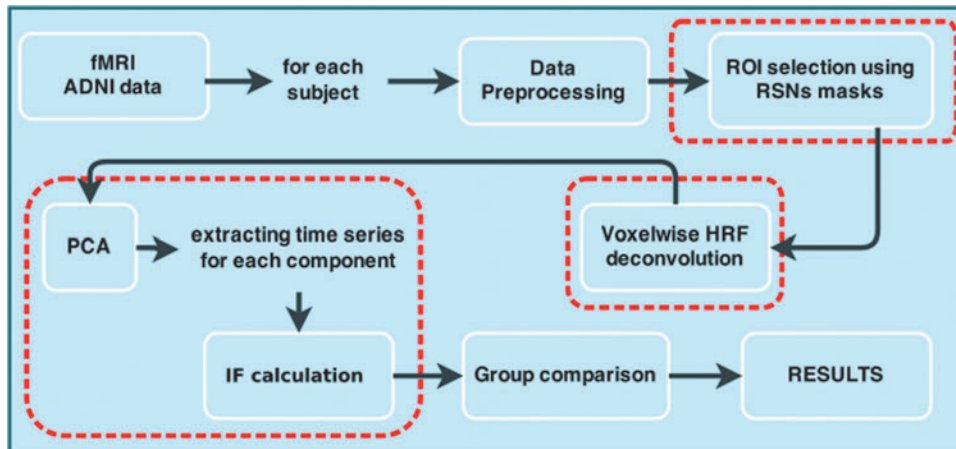 fMRI
ADNI data
for each
subject
Data
Preprocessing
ROI selection using
RSNs masks
Voxelwise HRF
deconvolution
PCA
extracting time series
for each component
IF calculation
Group comparison
RESULTS